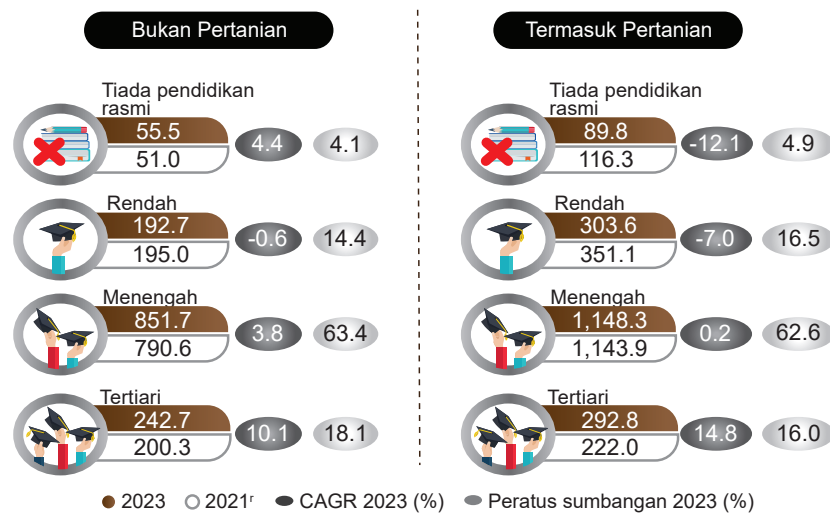 Bukan Pertanian
Tiada pendidikan
rasmi
55.5
51.0
4.4
4.1
Rendah
192.7
195.0
-0.6
14.4
Menengah
851.7
790.6
3.8
63.4
Tertiari
242.7
200.3
10.1
18.1
Termasuk Pertanian
Tiada pendidikan
rasmi
89.8
116.3
-12.1
4.9
Rendah
303.6
351.1
-7.0
16.5
Menengah
1,148.3
1,143.9
0.2
62.6
Tertiari
292.8
222.0
14.8
16.0
2023 2021ʳ CAGR 2023 (%) Peratus sumbangan 2023 (%)